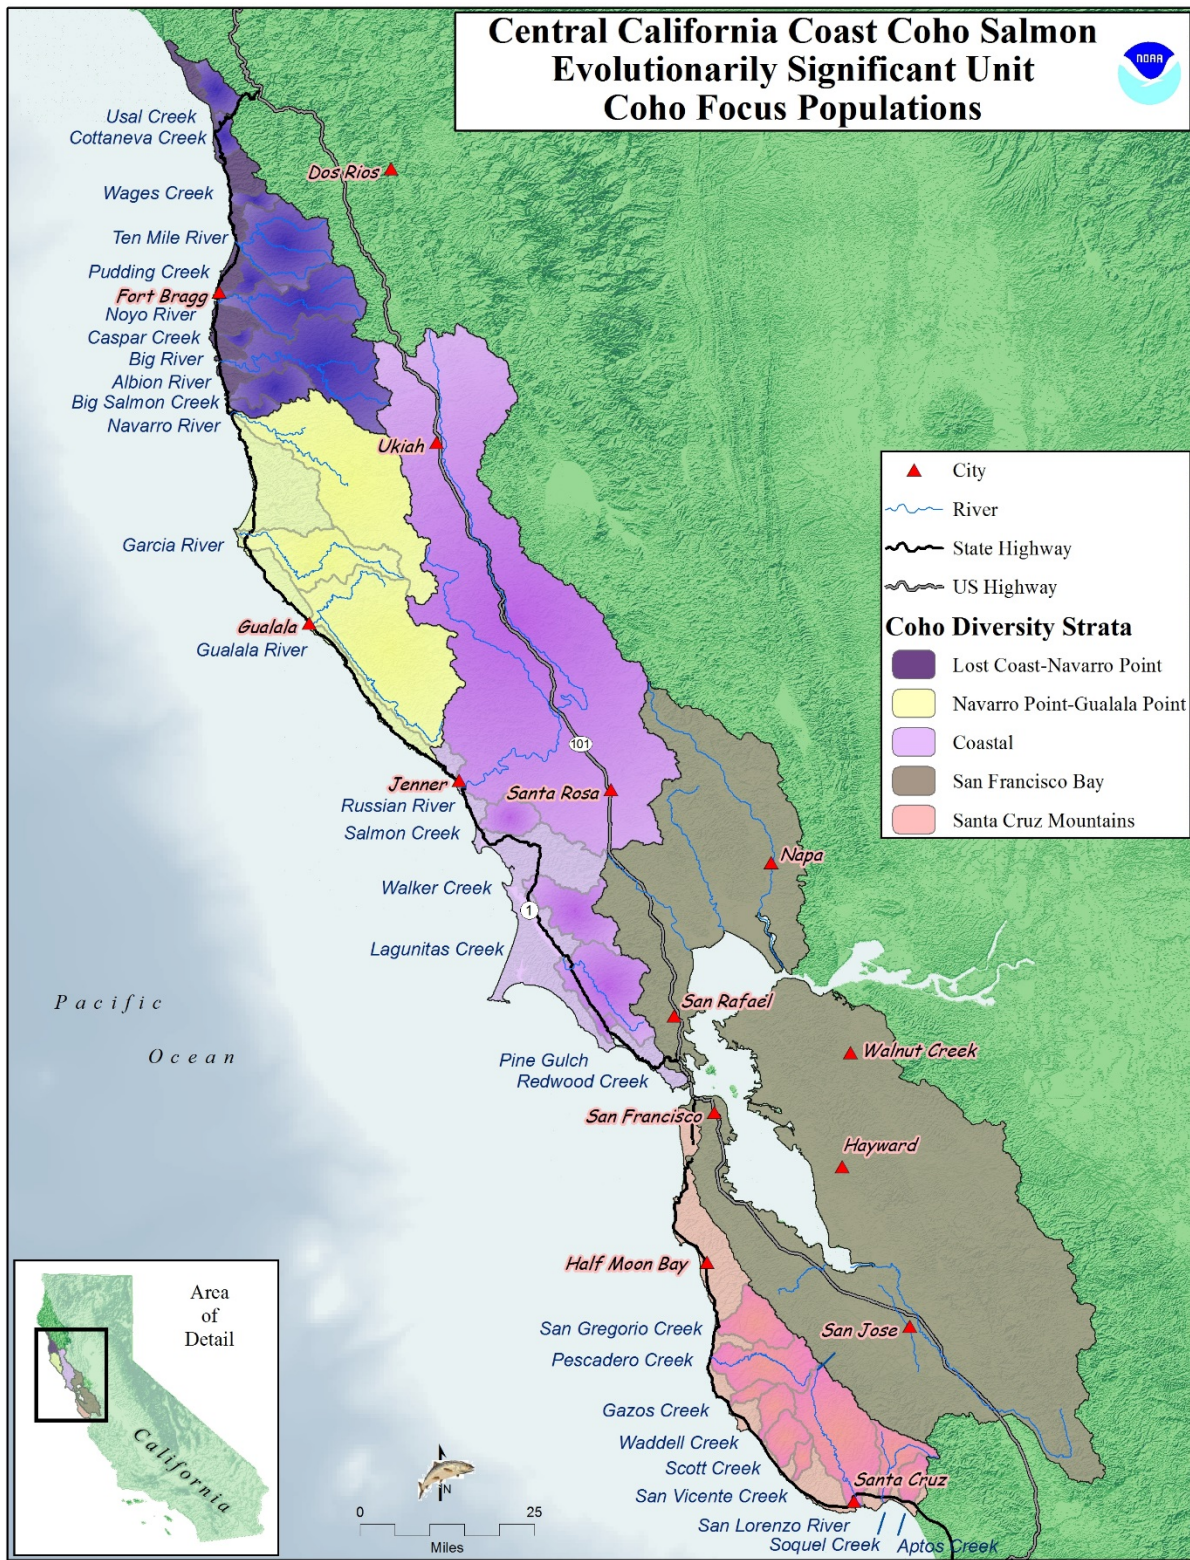 Central California Coast Coho Salmon
Evolutionarily Significant Unit
Coho Focus Populations
NOAA
Usal Creek
Cottaneva Creek
Dos Rios
Wages Creek
Ten Mile River
Pudding Creek
Fort Bragg
Noyo River
Caspar Creek
Big River
Albion River
Big Salmon Creek
Navarro River
Ukiah
Garcia River
Gualala
Gualala River
101
Jenner
Santa Rosa
Russian River
Salmon Creek
Napa
Walker Creek
1
Lagunitas Creek
San Rafael
Pacific
Ocean
Walnut Creek
Pine Gulch
Redwood Creek
San Francisco
Hayward
Half Moon Bay
San Gregorio Creek
San Jose
Pescadero Creek
Gazos Creek
Waddell Creek
Scott Creek
Santa Cruz
San Vicente Creek
San Lorenzo River
Soquel Creek
Aptos Creek
City
River
State Highway
US Highway
Coho Diversity Strata
Lost Coast-Navarro Point
Navarro Point-Gualala Point
Coastal
San Francisco Bay
Santa Cruz Mountains
Area
of
Detail
California
N
0 25
Miles